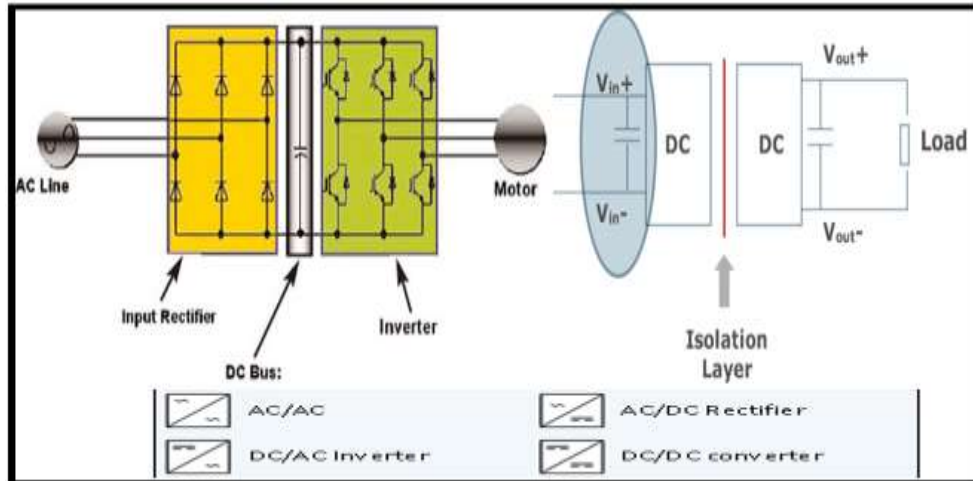 AC Line
Input Rectifier
DC Bus:
Inverter
Motor
Vin+
Vin-
DC
DC
Vout+
Vout-
Load
Isolation
Layer
AC/AC
AC/DC Rectifier
DC/AC Inverter
DC/DC converter